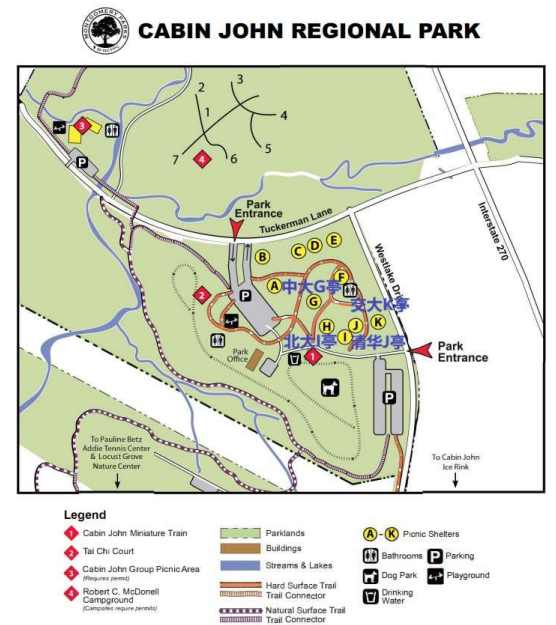 MONTGOMERY PARKS
M-NCPPC
CABIN JOHN REGIONAL PARK
2
3
1
4
5
6
7
4
3
P
Park
Entrance
Tuckerman Lane
Interstate 270
Westlake Dri
B
C
D
E
A
中大G亭
F
G
交大K亭
2
P
H
J
K
I
北大I亭
清华J亭
1
Park
Office
Park
Entrance
P
To Pauline Betz
Addie Tennis Center
& Locust Grove
Nature Center
To Cabin John
Ice Rink
Legend
1 Cabin John Miniature Train
2 Tai Chi Court
3 Cabin John Group Picnic Area
(Requires permit)
4 Robert C. McDonell
Campground
(Campsites require permits)
Parklands
Buildings
Streams & Lakes
Hard Surface Trail
Trail Connector
Natural Surface Trail
Trail Connector
A - K Picnic Shelters
Bathrooms
P Parking
Dog Park
Playground
Drinking
Water